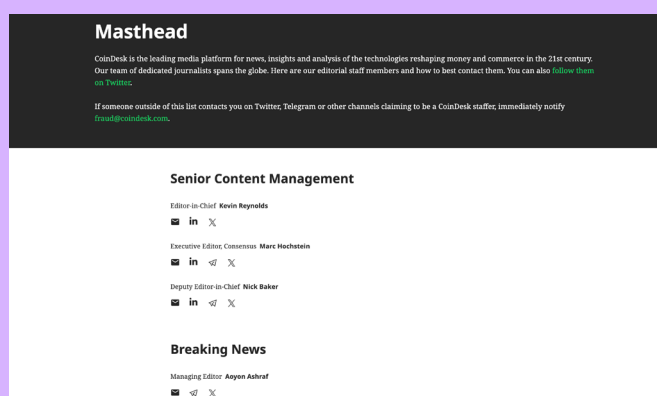 Masthead
CoinDesk is the leading media platform for news, insights and analysis of the technologies reshaping money and commerce in the 21st century.
Our team of dedicated journalists spans the globe. Here are our editorial staff members and how to best contact them. You can also follow them
on Twitter.
If someone outside of this list contacts you on Twitter, Telegram or other channels claiming to be a CoinDesk staffer, immediately notify
fraud@coindesk.com.
Senior Content Management
Editor-in-Chief Kevin Reynolds
Executive Editor, Consensus Marc Hochstein
Deputy Editor-in-Chief Nick Baker
Breaking News
Managing Editor Aoyon Ashraf